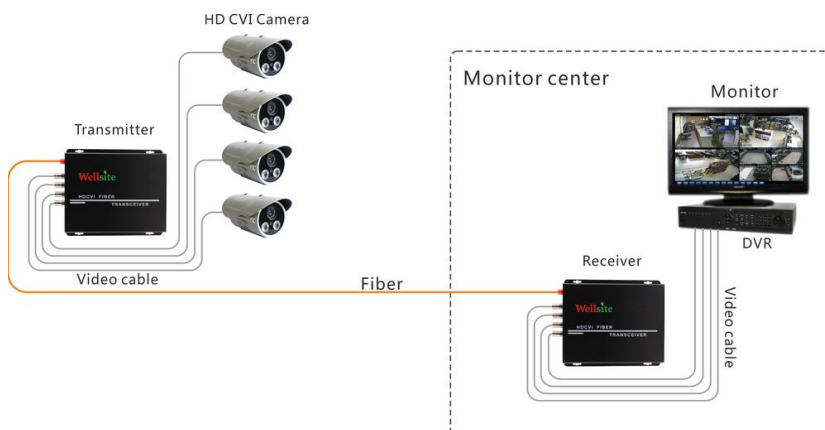 HD CVI Camera
Transmitter
Wellsite
HDCVI FIBER
TRANSCEIVER
Video cable
Fiber
Monitor center
Monitor
DVR
Receiver
Wellsite
HDCVI FIBER
TRANSCEIVER
Video cable